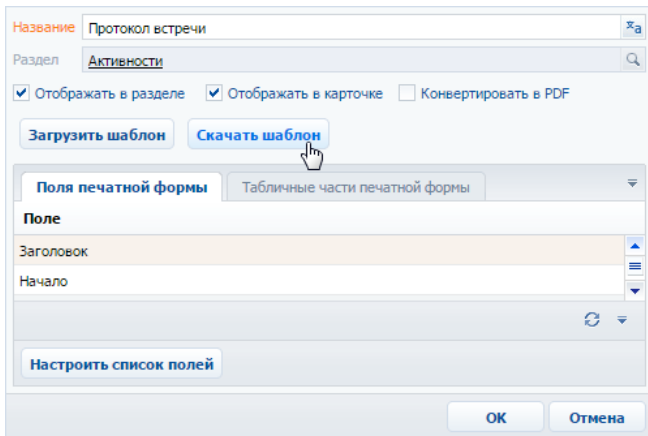 Название Протокол встречи
Раздел Активности
Отображать в разделе Отображать в карточке Конвертировать в PDF
Загрузить шаблон Скачать шаблон
Поля печатной формы Табличные части печатной формы
Поле
Заголовок
Начало
Настроить список полей
ОК Отмена